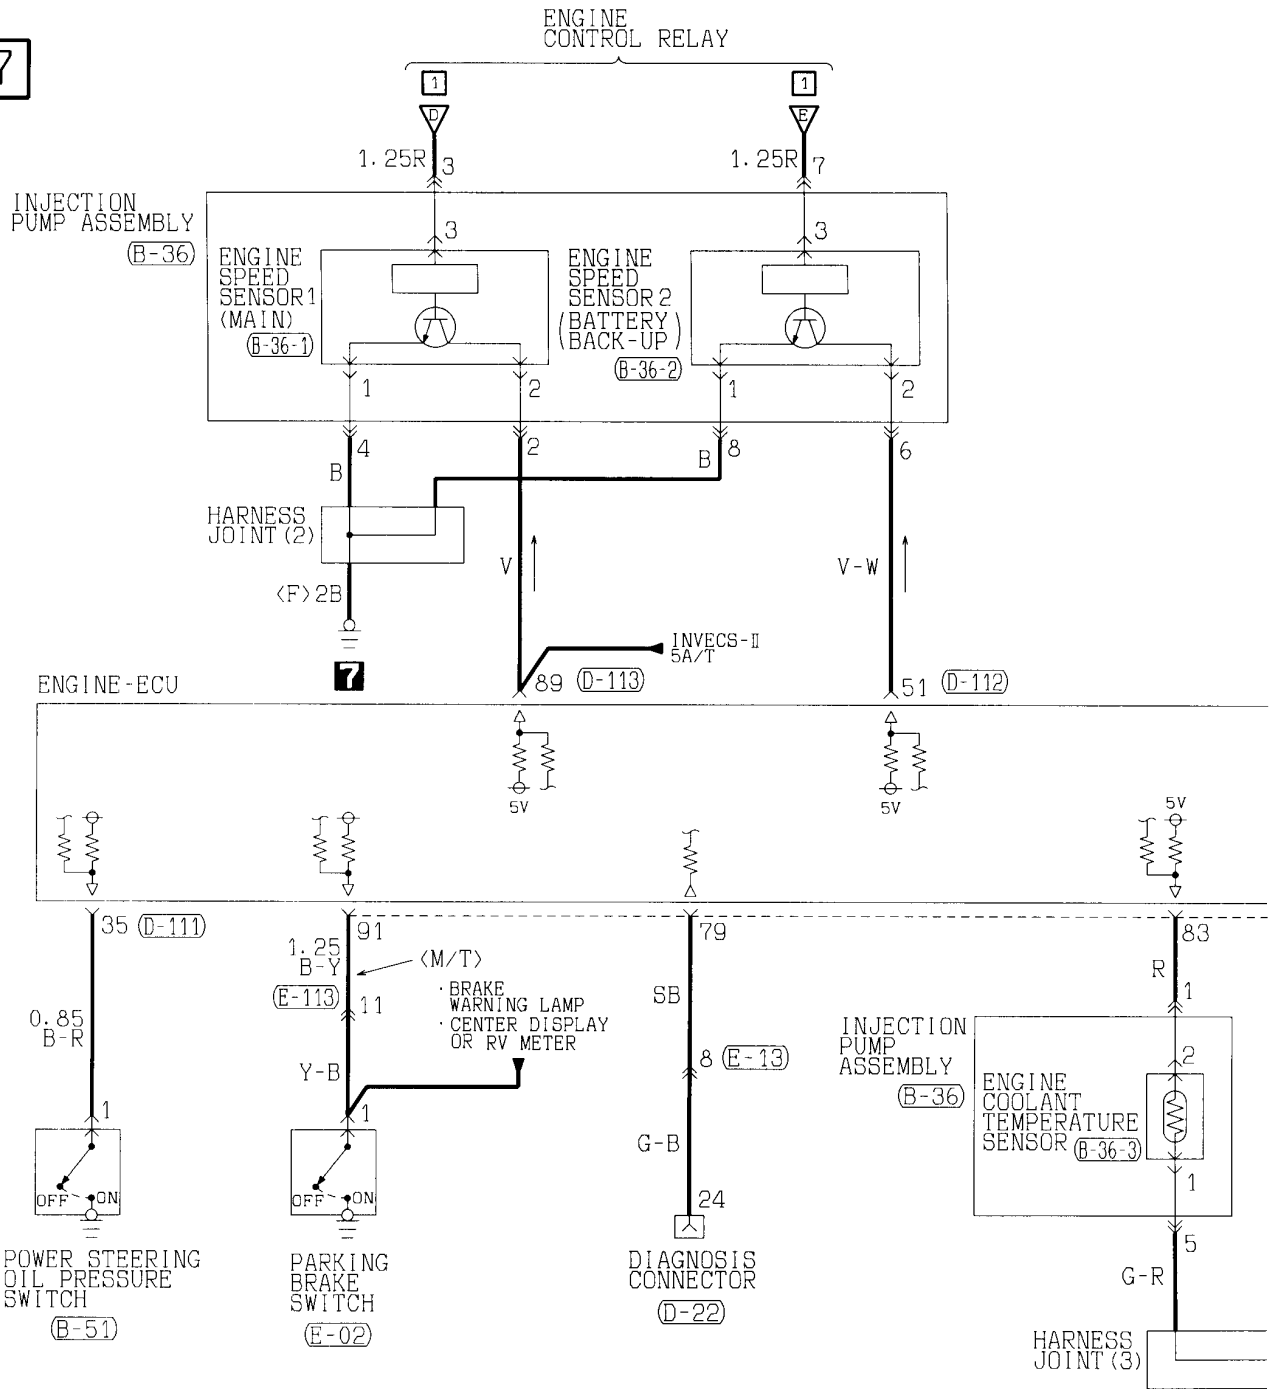 ENGINE
CONTROL RELAY
7
1
1
D
E
1.25R
3
1.25R
7
INJECTION
PUMP ASSEMBLY
(B-36)
3
3
ENGINE
SPEED
SENSOR1
(MAIN)
(B-36-1)
ENGINE
SPEED
SENSOR2
(BATTERY
BACK-UP)
(B-36-2)
1
2
1
2
4
2
8
6
B
B
HARNESS
JOINT(2)
V
V-W
<F>2B
INVECS-II
5A/T
7
ENGINE-ECU
89
(D-113)
51
(D-112)
5V
5V
5V
35
(D-111)
91
79
83
1.25
B-Y
<M/T>
(E-113)
11
· BRAKE
WARNING LAMP
· CENTER DISPLAY
OR RV METER
SB
R
1
0.85
B-R
8
(E-13)
INJECTION
PUMP
ASSEMBLY
(B-36)
2
Y-B
ENGINE
COOLANT
TEMPERATURE
SENSOR
(B-36-3)
1
1
1
G-B
OFF
ON
OFF
ON
24
5
POWER STEERING
OIL PRESSURE
SWITCH
(B-51)
PARKING
BRAKE
SWITCH
(E-02)
DIAGNOSIS
CONNECTOR
(D-22)
G-R
HARNESS
JOINT(3)